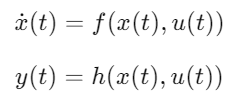 ẋ(t) = f(x(t), u(t))
y(t) = h(x(t), u(t))